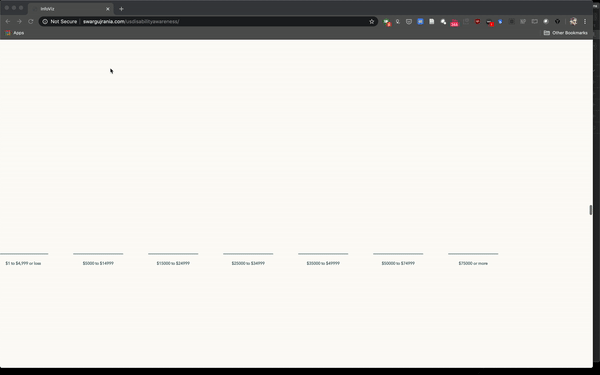 InfoViz
Not Secure | swargujrania.com/usdisabilityawareness/
Apps
Other Bookmarks
$1 to $4,999 or loss
$5000 to $14999
$15000 to $24999
$25000 to $34999
$35000 to $49999
$50000 to $74999
$75000 or more